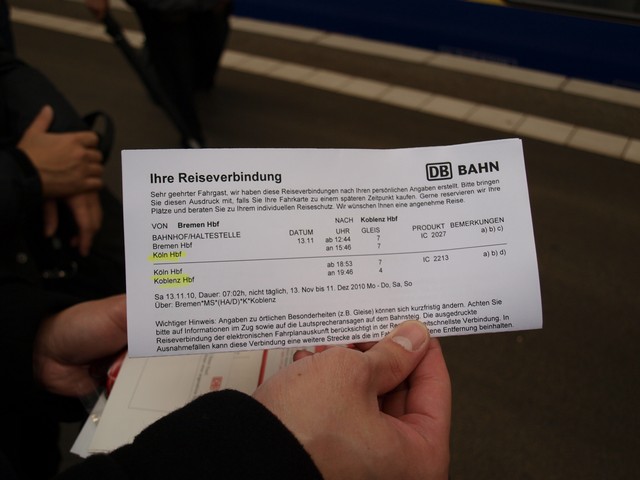 Ihre Reiseverbindung
DB BAHN
Sehr geehrter Fahrgast, wir haben diese Reiseverbindungen nach Ihren persönlichen Angaben erstellt. Bitte bringen
Sie diesen Ausdruck mit, falls Sie Ihre Fahrkarte zu einem späteren Zeitpunkt kaufen. Gerne reservieren wir Ihre
Plätze und beraten Sie zu Ihrem individuellen Reiseschutz. Wir wünschen Ihnen eine angenehme Reise.
VON Bremen Hbf NACH Koblenz Hbf
BAHNHOF/HALTESTELLE DATUM UHR GLEIS PRODUKT BEMERKUNGEN
Bremen Hbf 13.11 ab 12:44 7 IC 2027 a) b) c)
Köln Hbf an 15:46 7
Köln Hbf ab 18:53 7 IC 2213 a) b) d)
Koblenz Hbf an 19:46 4
Sa 13.11.10, Dauer: 07:02h, nicht täglich, 13. Nov bis 11. Dez 2010 Mo - Do, Sa, So
Über: Bremen*MS*(HA/D)*K*Koblenz
Wichtiger Hinweis: Angaben zu örtlichen Besonderheiten (z.B. Gleise) können sich kurzfristig ändern. Achten Sie
bitte auf Informationen im Zug sowie auf die Lautsprecheransagen auf dem Bahnsteig. Die ausgedruckte
Reiseverbindung der elektronischen Fahrplanauskunft berücksichtigt in der zeitschnellste Verbindung. In
Ausnahmefällen kann diese Verbindung eine weitere Strecke als die im Entfernung beinhalten.
DB